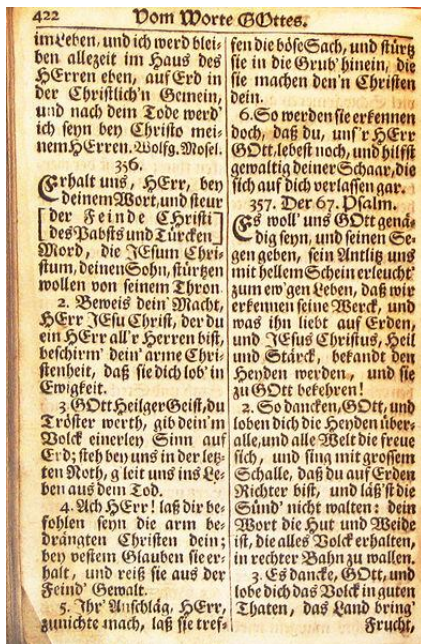 422 Vom Worte GOttes.
im Leben, und ich werd blei-
ben allezeit im Haus des
HErren eben, auf Erd in
der Christlich'n Gemein,
und nach dem Tode werd'
ich seyn bey Christo mei-
nem HErren. Wolfg. Mosel.
356.
Erhalt uns, HErr, bey
deinem Wort, und steur
[der Feinde CHristi]
[des Pabsts und Türcken]
Mord, die JEsum Chri-
stum, deinen Sohn, stürtzen
wollen von seinem Thron
2. Beweis dein' Macht,
HErr JEsu Christ, der du
ein HErr all'r Herren bist,
beschirm' dein' arme Chri-
stenheit, daß sie dich lob' in
Ewigkeit.
3 GOtt Heilger Geist, du
Tröster werth, gib dein'm
Volck einerley Sinn auf
Erd; steh bey uns in der letz-
ten Noth, gleit uns ins Le-
ben aus dem Tod.
4. Ach HErr! laß dir be-
fohlen seyn die arm be-
drängten Christen dein;
bey vestem Glauben sie er-
halt, und reiß sie aus der
Feind' Gewalt.
5. Ihr' Anschläg, HErr,
zunichte mach, laß sie tref-
fen die böse Sach, und stürtz
sie in die Grub' hinein, die
sie machen den'n Christen
dein.
6. So werden sie erkennen
doch, daß du, uns'r HErr
GOtt, lebest noch, und hilfst
gewaltig deiner Schaar, die
sich auf dich verlassen gar.
357. Der 67. Psalm.
Es woll' uns GOtt genä-
dig seyn, und seinen Se-
gen geben, sein Antlitz uns
mit hellem Schein erleucht'
zum ew'gen Leben, daß wir
erkennen seine Werck, und
was ihn liebt auf Erden,
und JEsus Christus, Heil
und Stärck, bekandt den
Heyden werden, und sie
zu GOtt bekehren!
2. So dancken, GOtt, und
loben dich die Heyden über-
alle, und alle Welt die freue
sich, und sing mit grossem
Schalle, daß du auf Erden
Richter bist, und läß'st die
Sünd' nicht walten: dein
Wort die Hut und Weide
ist, die alles Volck erhalten,
in rechter Bahn zu wallen.
3. Es dancke, GOtt, und
lobe dich das Volck in guten
Thaten, das Land bring'
Frucht,